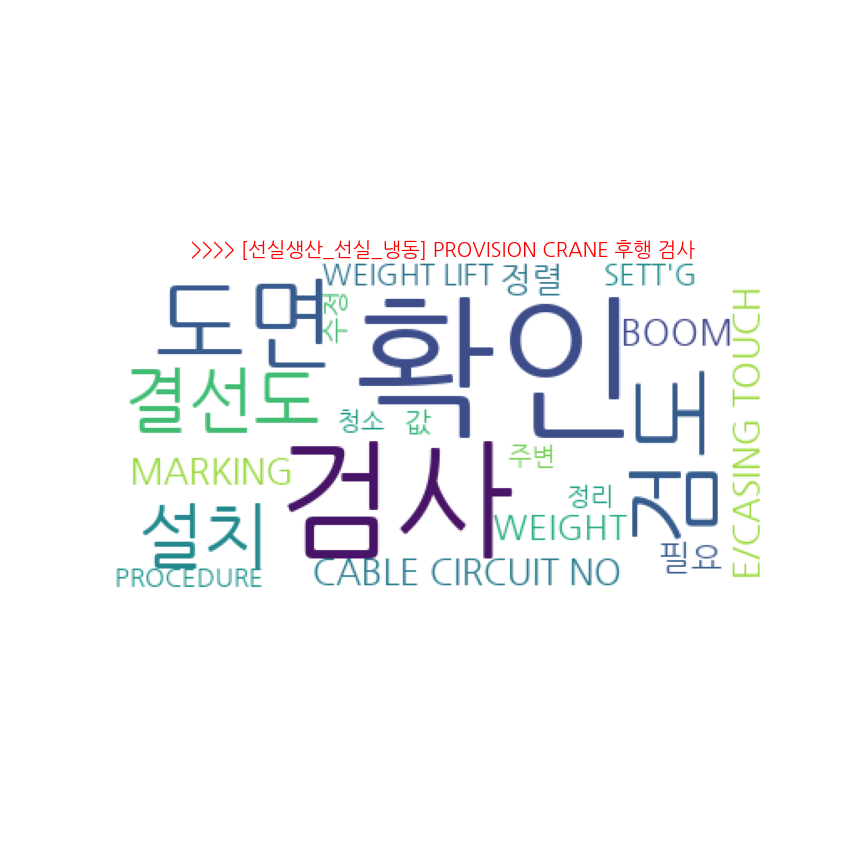 >>>> [선실생산_선실_냉동] PROVISION CRANE 후행 검사
WEIGHT LIFT
정렬
SETT'G
도면
수정
확인
BOOM
E/CASING TOUCH
결선도
청소
값
검토
MARKING
검사
주변
정리
설치
WEIGHT
필요
PROCEDURE
CABLE CIRCUIT NO